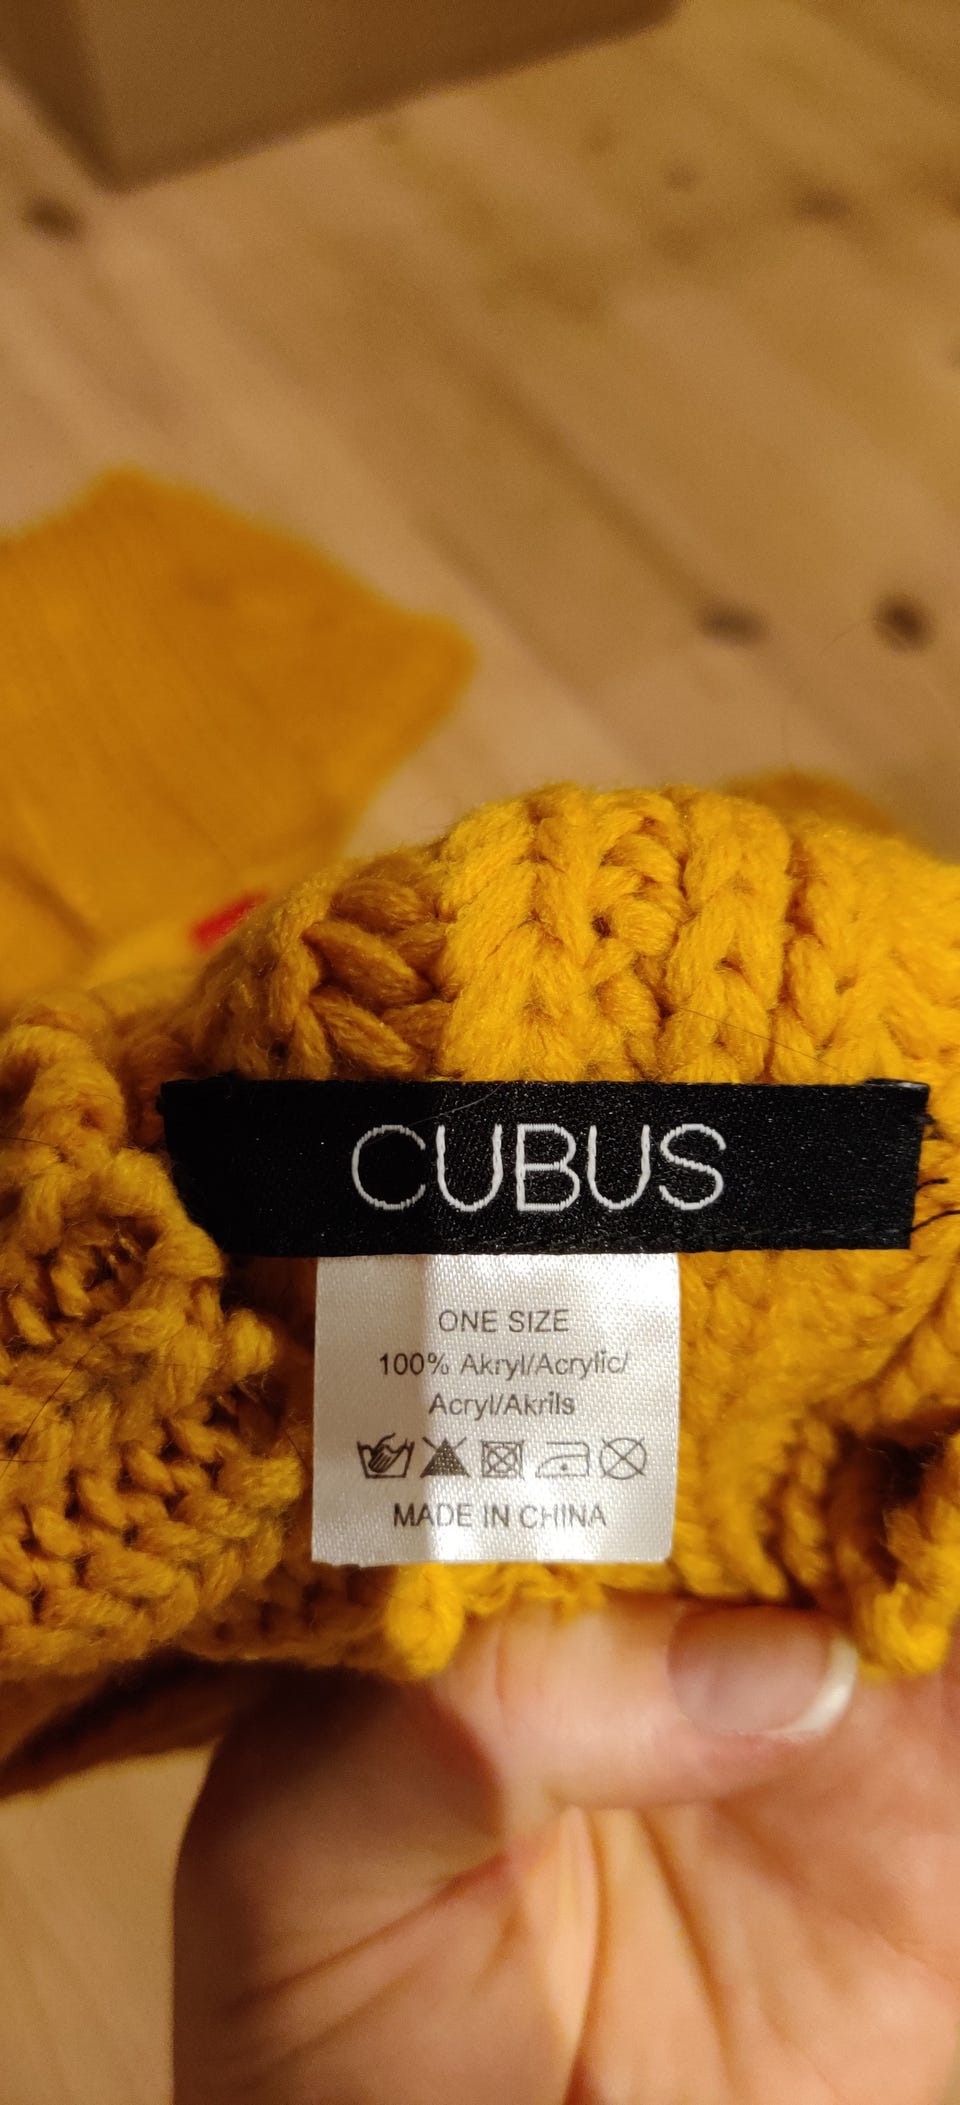 CUBUS
ONE SIZE
100% Akryl/Acrylic/
Acryl/Akrils
MADE IN CHINA